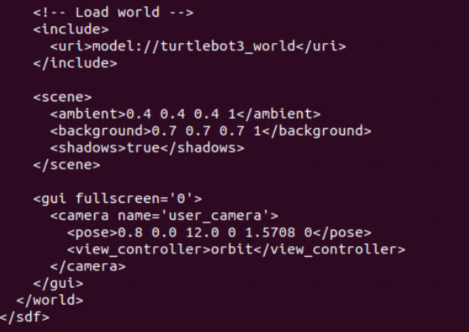 <!-- Load world -->
    <include>
      <uri>model://turtlebot3_world</uri>
    </include>

    <scene>
      <ambient>0.4 0.4 0.4 1</ambient>
      <background>0.7 0.7 0.7 1</background>
      <shadows>true</shadows>
    </scene>

    <gui fullscreen='0'>
      <camera name='user_camera'>
        <pose>0.8 0.0 12.0 0 1.5708 0</pose>
        <view_controller>orbit</view_controller>
      </camera>
    </gui>
  </world>
</sdf>